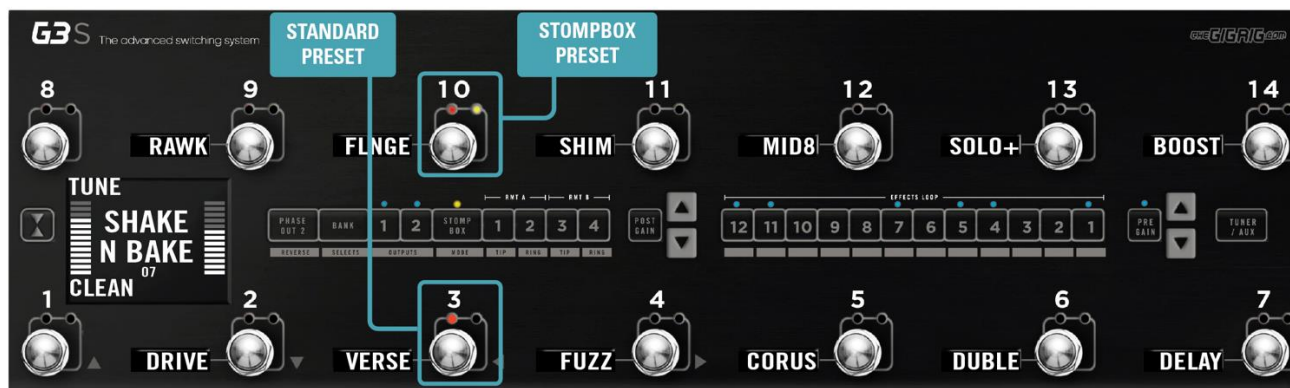 G3S The advanced switching system
STANDARD
PRESET
STOMPBOX
PRESET
THE GIGRIG .COM
8 9 10 11 12 13 14
RAWK FLNGE SHIM MID8 SOLO+ BOOST
TUNE
SHAKE
N BAKE
07
CLEAN
RMT A RMT B
EFFECTS LOOP
PHASE OUT 2 BANK 1 2 STOMP BOX 1 2 3 4 POST GAIN 12 11 10 9 8 7 6 5 4 3 2 1 PRE GAIN TUNER / AUX
REVERSE SELECTS OUTPUTS MODE TIP RING TIP RING
1 2 3 4 5 6 7
DRIVE VERSE FUZZ CORUS DUBLE DELAY